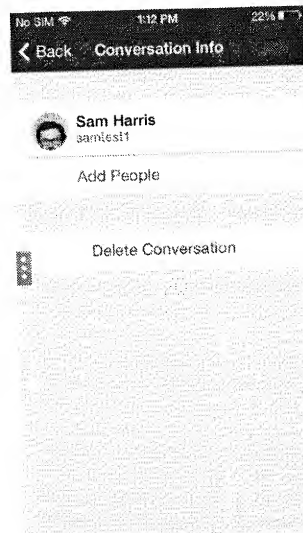 No SIM 1:12 PM 22%
Back Conversation Info
Sam Harris
samtest1
Add People
Delete Conversation